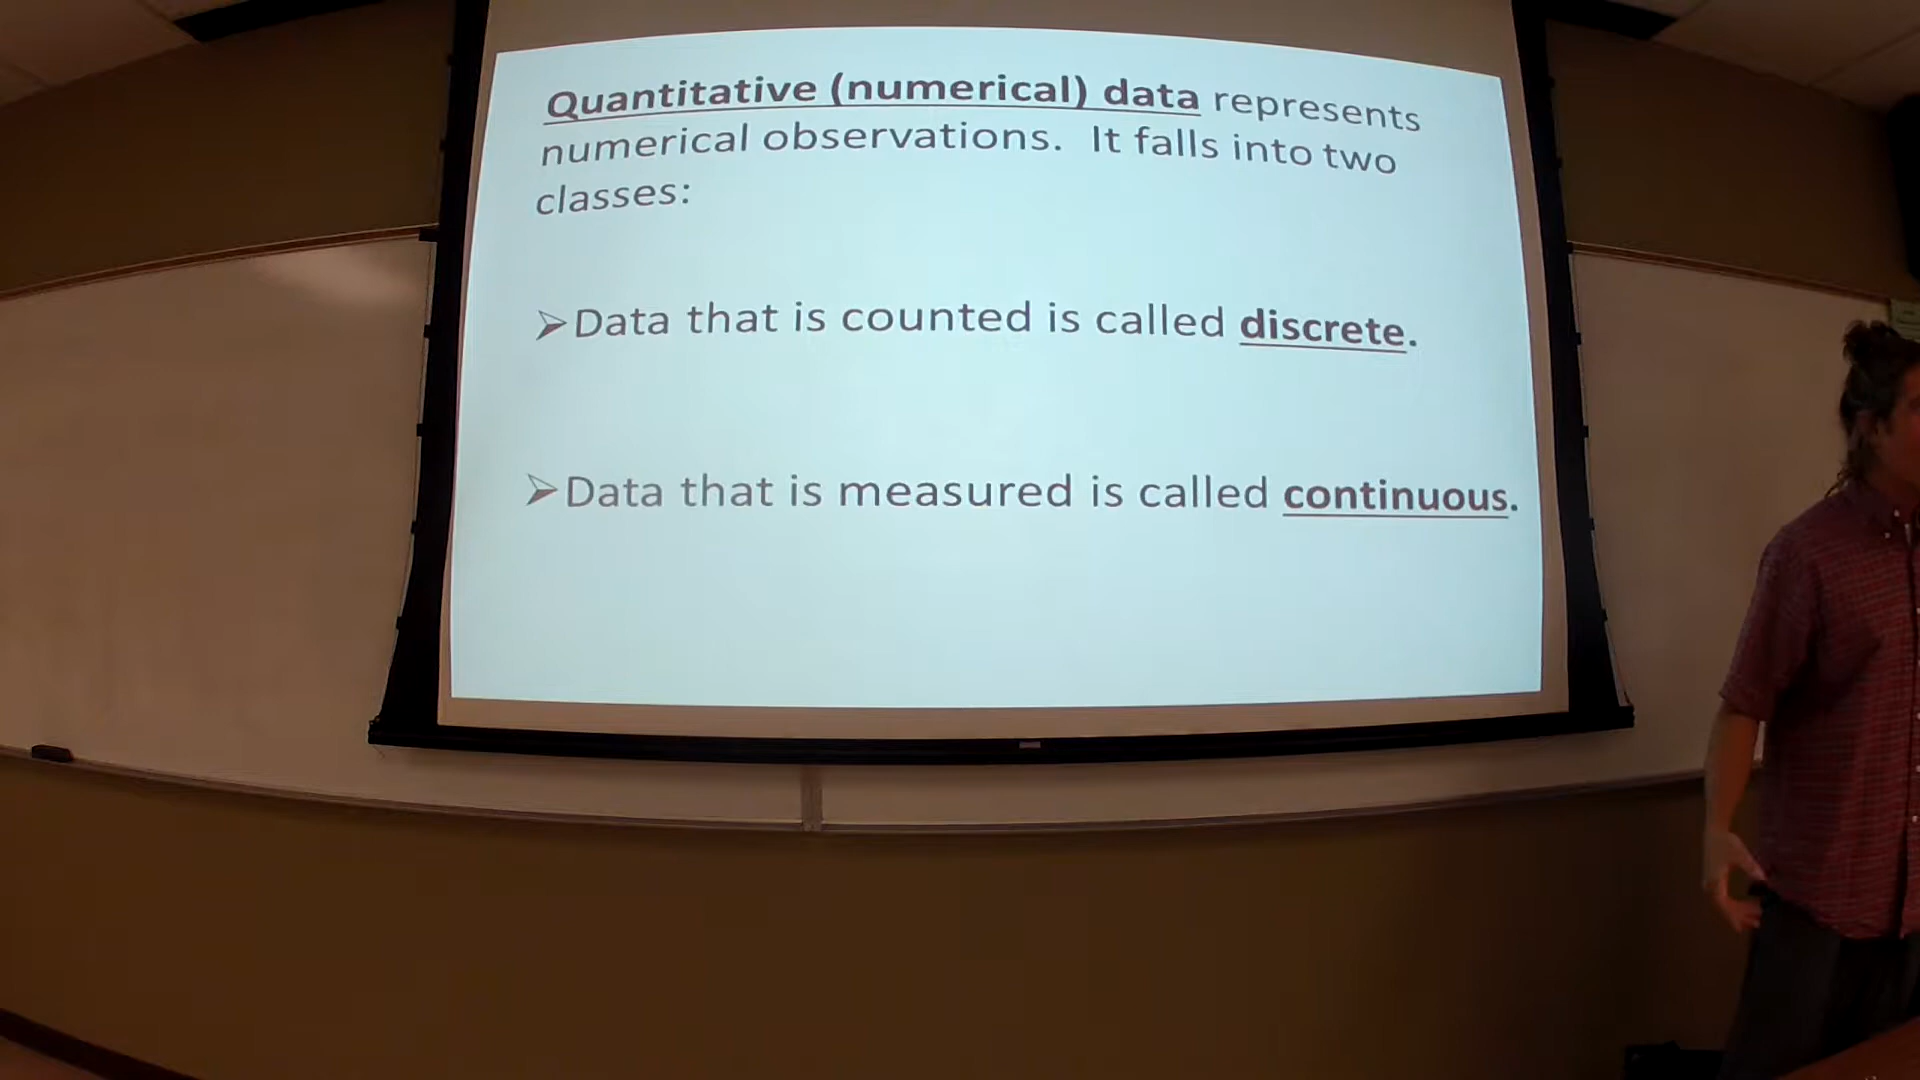 Quantitative (numerical) data represents
numerical observations. It falls into two
classes:
➢Data that is counted is called discrete.
➢Data that is measured is called continuous.